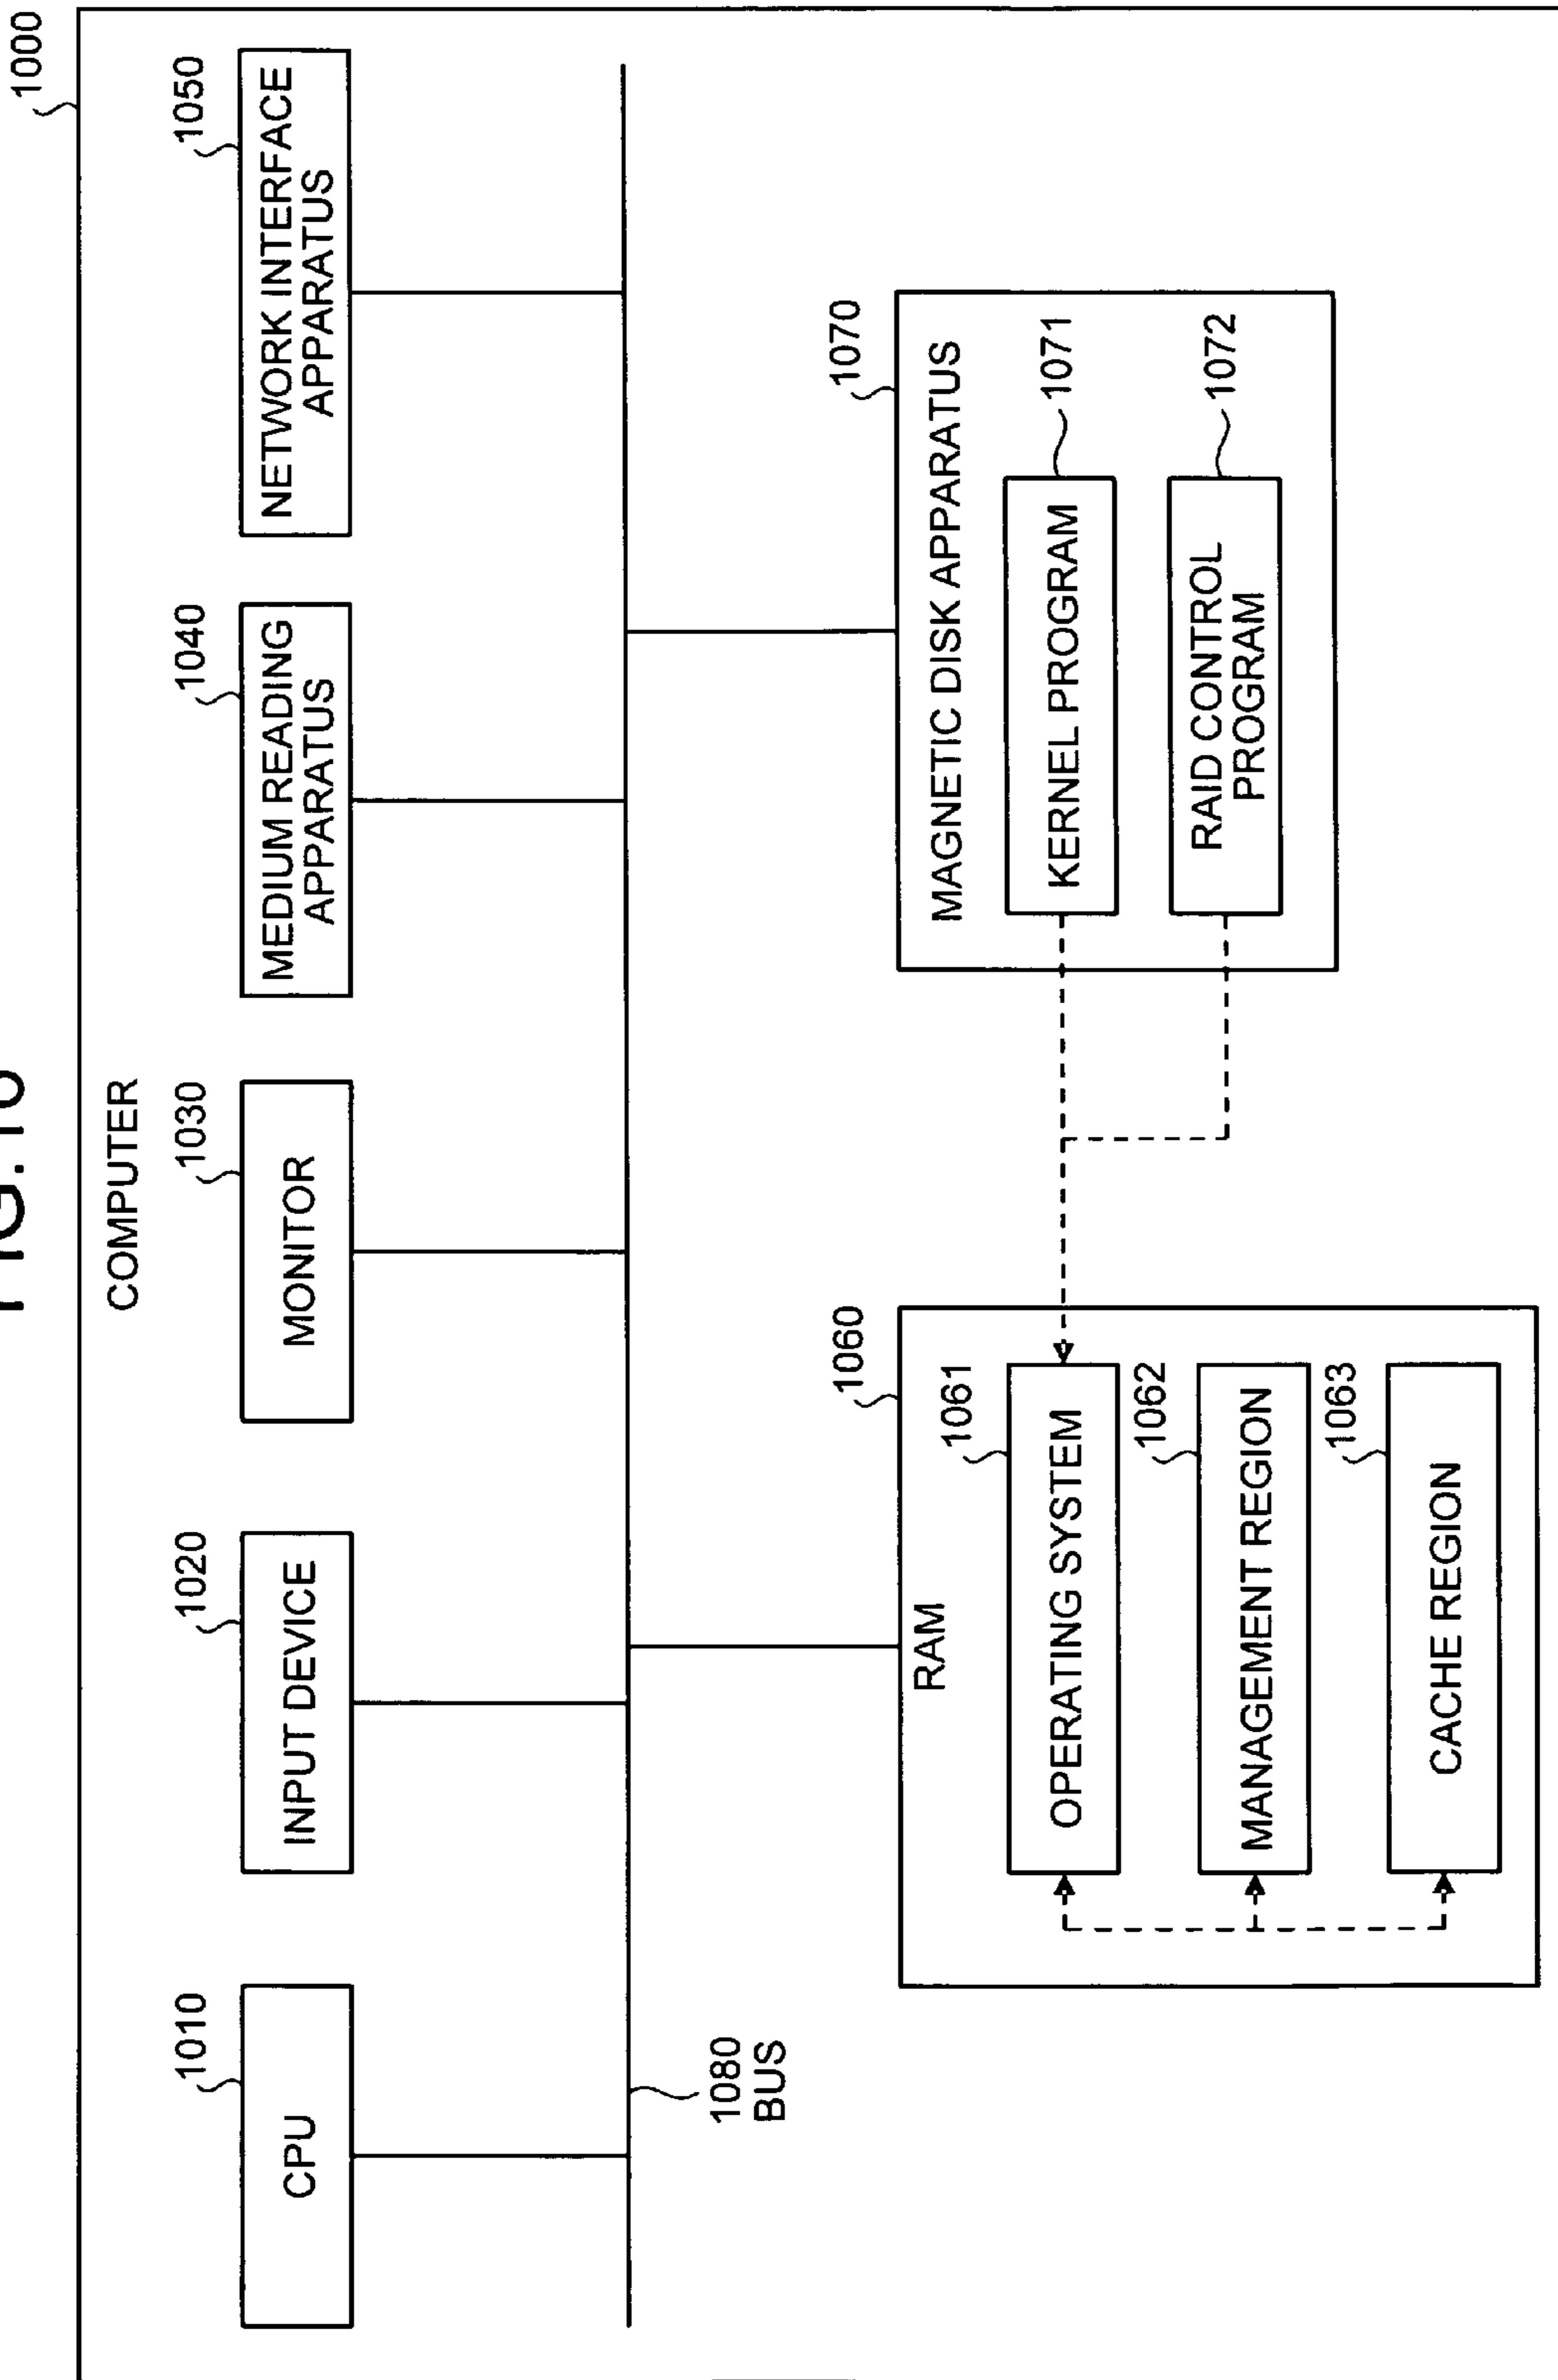 1000
COMPUTER
1010
1020
1030
1040
1050
CPU
INPUT DEVICE
MONITOR
MEDIUM READING
APPARATUS
NETWORK INTERFACE
APPARATUS
1080
BUS
1060
RAM
1061
OPERATING SYSTEM
1062
MANAGEMENT REGION
1063
CACHE REGION
1070
MAGNETIC DISK APPARATUS
KERNEL PROGRAM
1071
RAID CONTROL
PROGRAM
1072